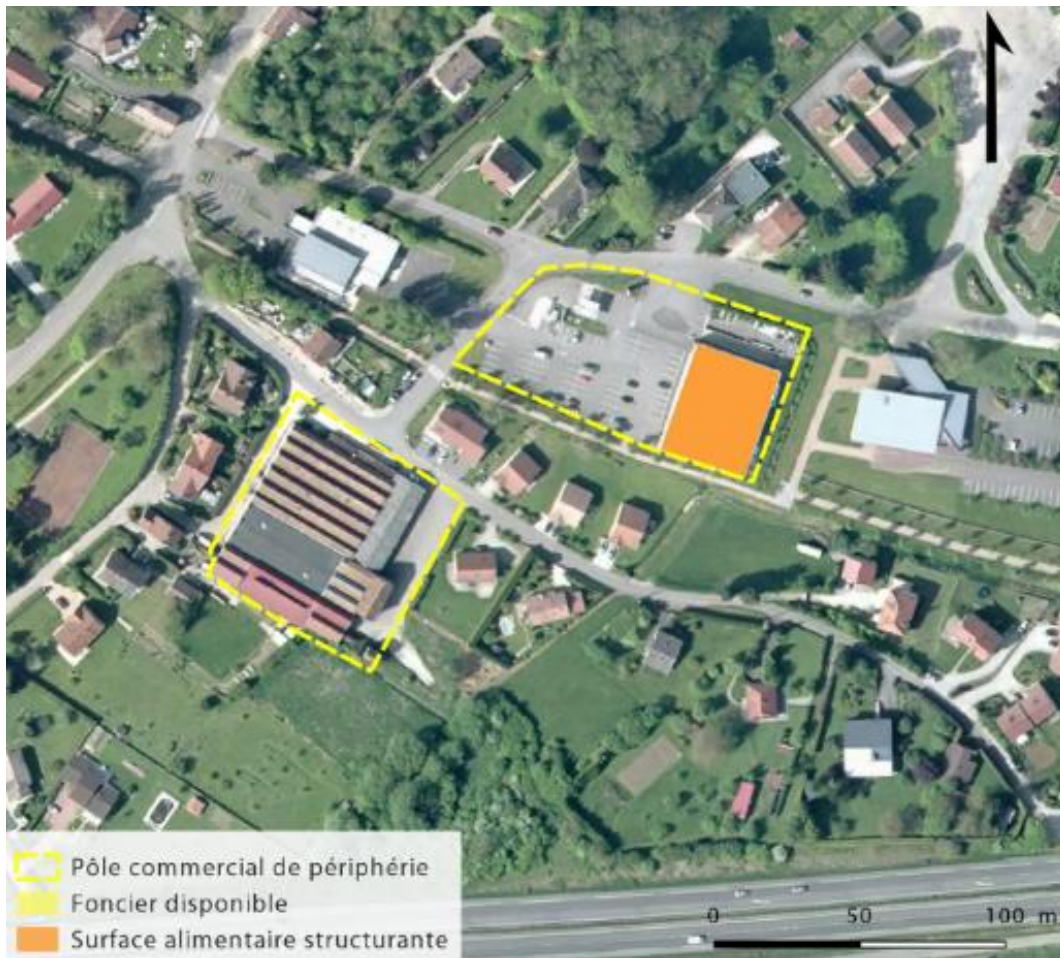 Pôle commercial de périphérie
Foncier disponible
Surface alimentaire structurante
0 50 100 m